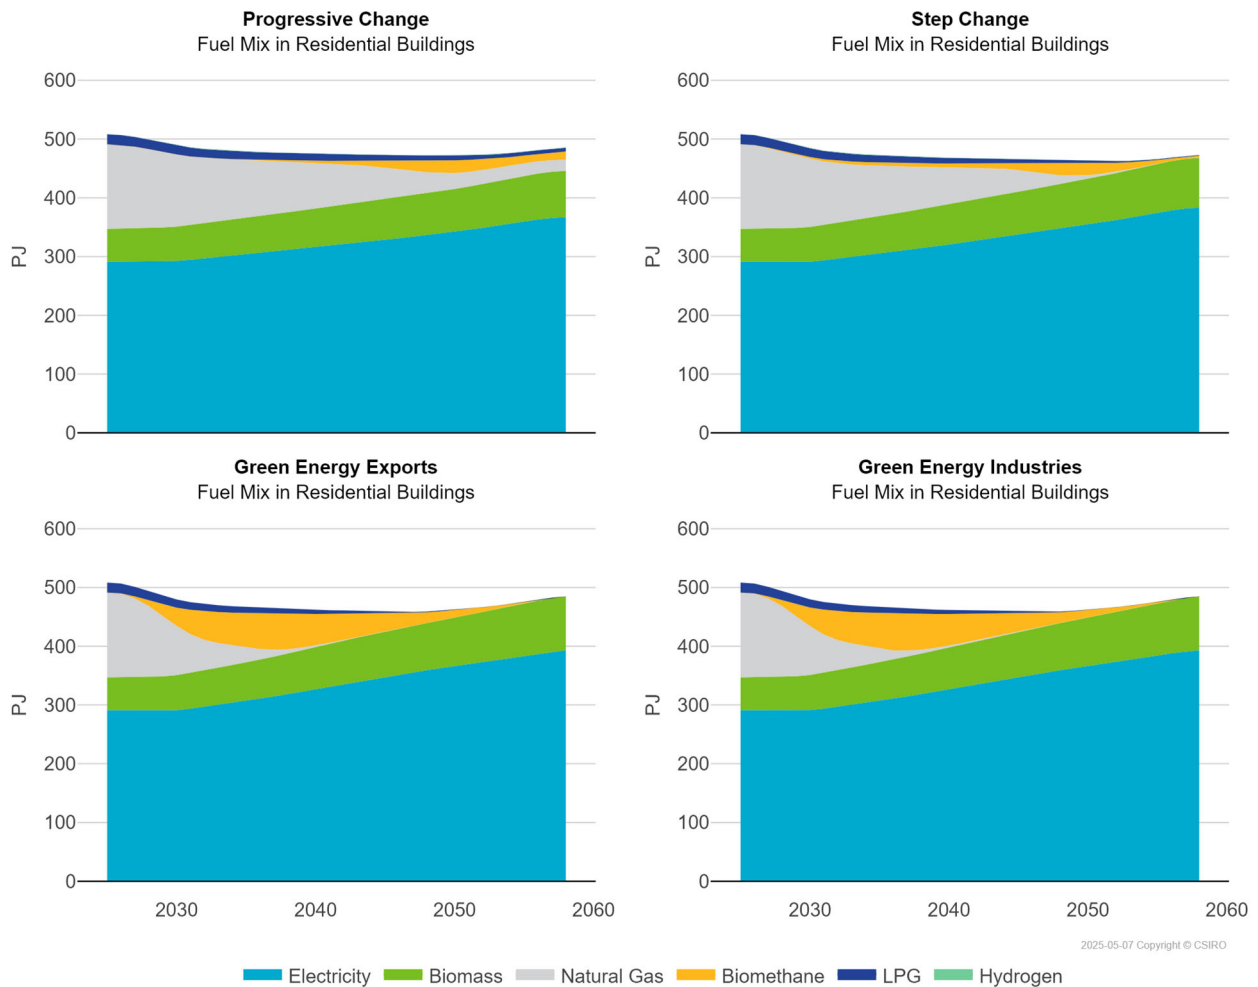 Progressive Change
Fuel Mix in Residential Buildings
600
500
400
300
200
100
0
PJ
Step Change
Fuel Mix in Residential Buildings
600
500
400
300
200
100
0
PJ
Green Energy Exports
Fuel Mix in Residential Buildings
600
500
400
300
200
100
0
PJ
2030 2040 2050 2060
Green Energy Industries
Fuel Mix in Residential Buildings
600
500
400
300
200
100
0
PJ
2030 2040 2050 2060
2025-05-07 Copyright © CSIRO
Electricity Biomass Natural Gas Biomethane LPG Hydrogen